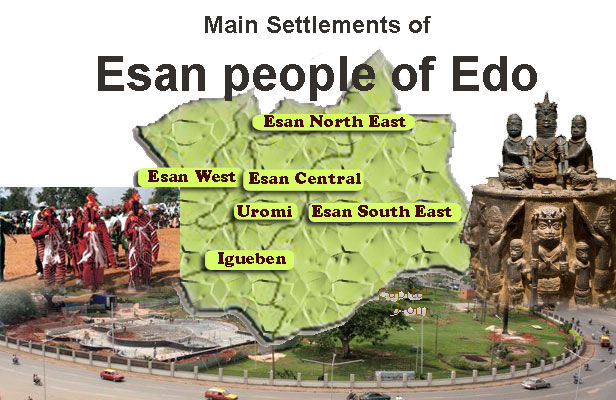 Main Settlements of
Esan people of Edo
Esan North East
Esan West
Esan Central
Uromi
Esan South East
Igueben